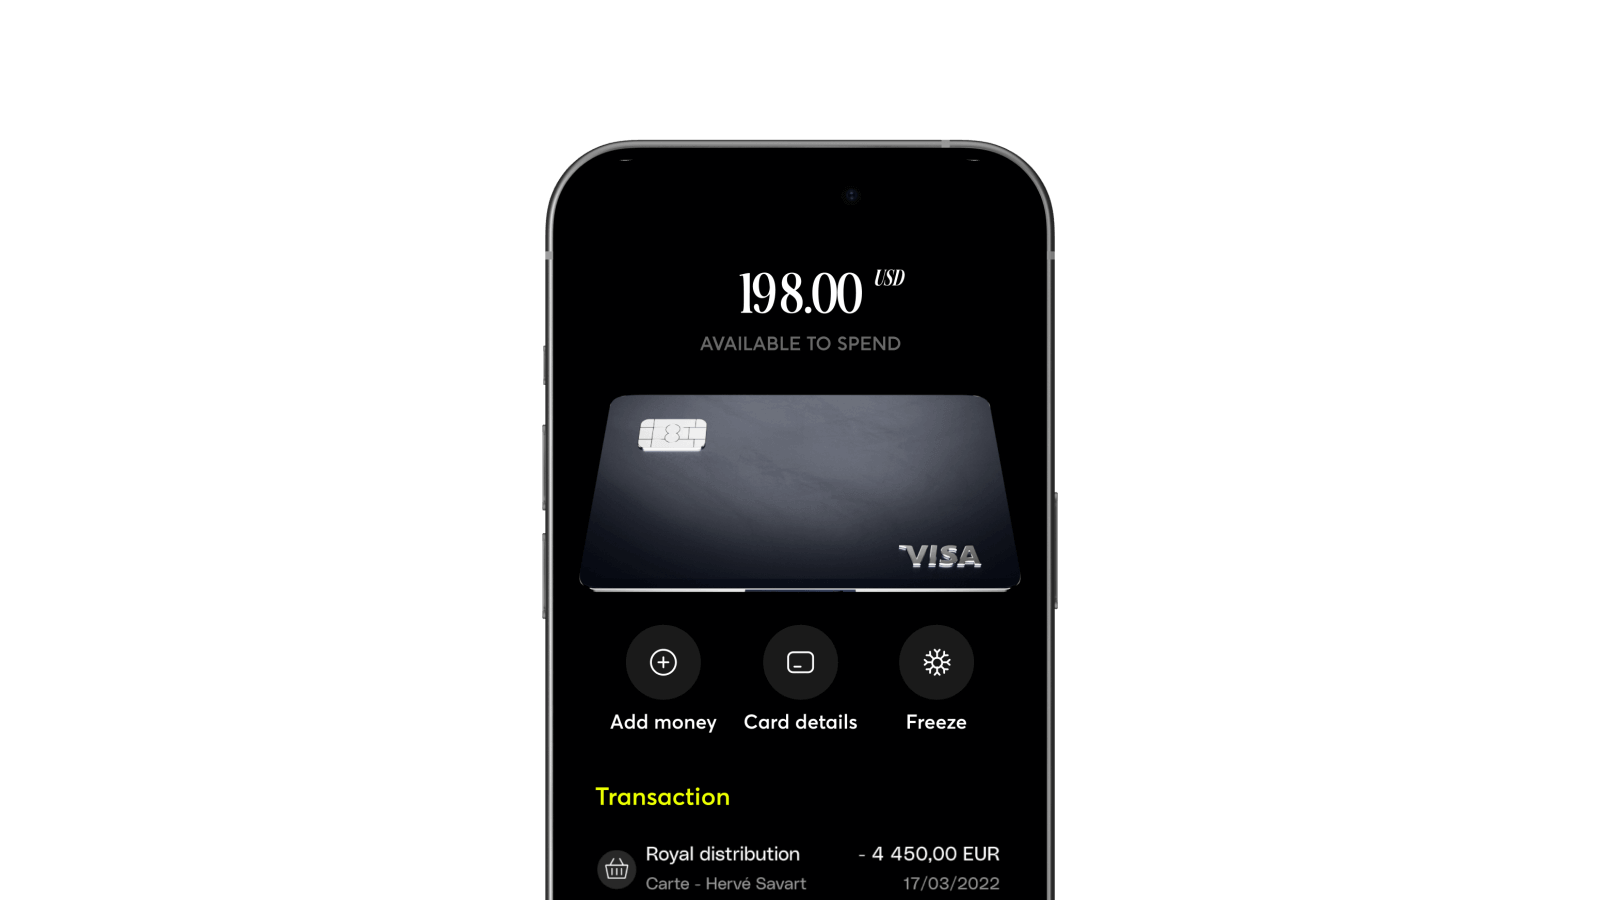 198.00 USD
AVAILABLE TO SPEND
VISA
Add money
Card details
Freeze
Transaction
Royal distribution
- 4 450,00 EUR
Carte - Hervé Savart
17/03/2022